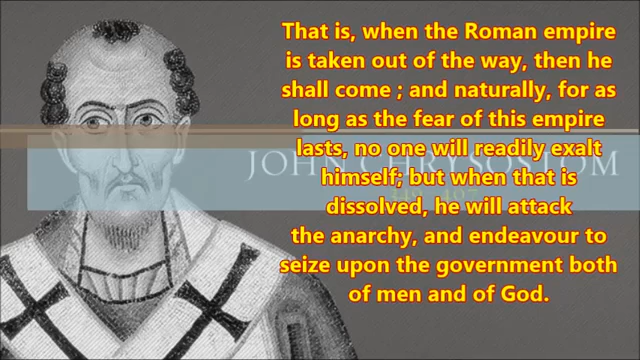 That is, when the Roman empire
is taken out of the way, then he
shall come ; and naturally, for as
long as the fear of this empire
lasts, no one will readily exalt
JOHN CHRYSOSTOM
himself; but when that is
dissolved, he will attack
the anarchy, and endeavour to
seize upon the government both
of men and of God.